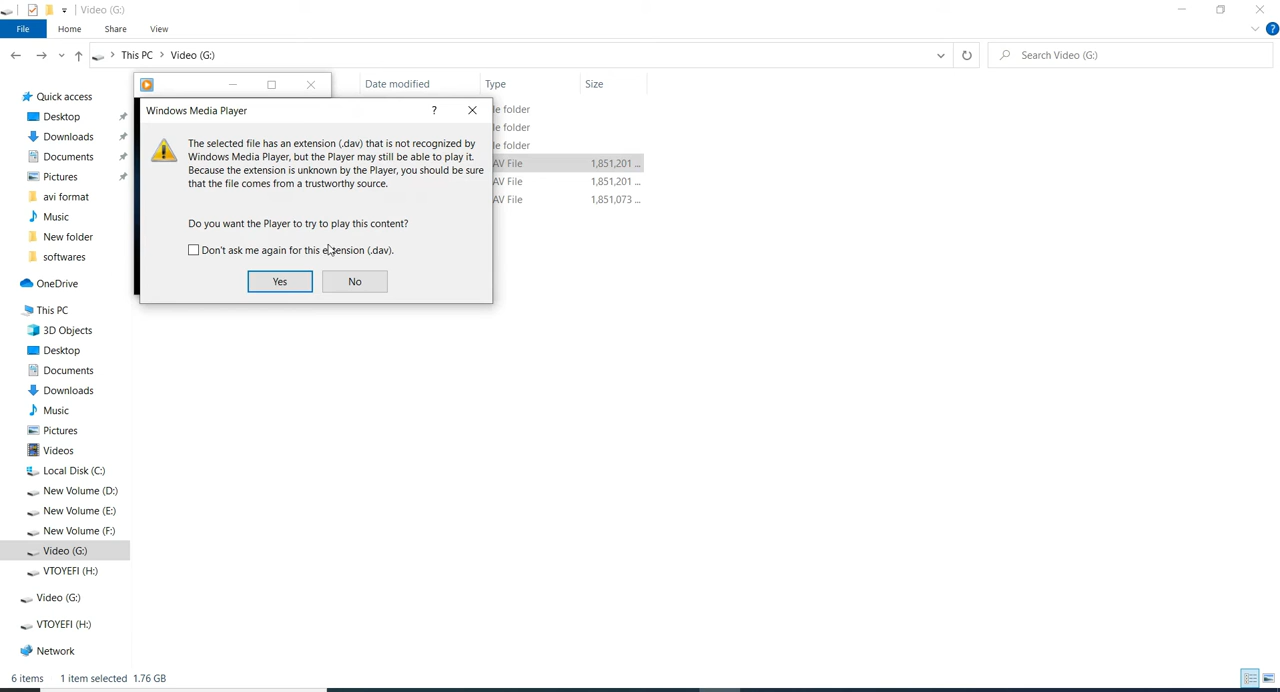 Video (G:)
File
Home
Share
View
This PC
Video (G:)
Search Video (G:)
Date modified
Type
Size
Quick access
Desktop
Downloads
Documents
Pictures
avi format
Music
New folder
softwares
OneDrive
This PC
3D Objects
Desktop
Documents
Downloads
Music
Pictures
Videos
Local Disk (C:)
New Volume (D:)
New Volume (E:)
New Volume (F:)
Video (G:)
VTOYEFI (H:)
Video (G:)
VTOYEFI (H:)
Network
le folder
le folder
le folder
AV File 1,851,201 ...
AV File 1,851,201 ...
AV File 1,851,073 ...
Windows Media Player
?
The selected file has an extension (.dav) that is not recognized by
Windows Media Player, but the Player may still be able to play it.
Because the extension is unknown by the Player, you should be sure
that the file comes from a trustworthy source.
Do you want the Player to try to play this content?
Don't ask me again for this extension (.dav).
Yes
No
6 items 1 item selected 1.76 GB